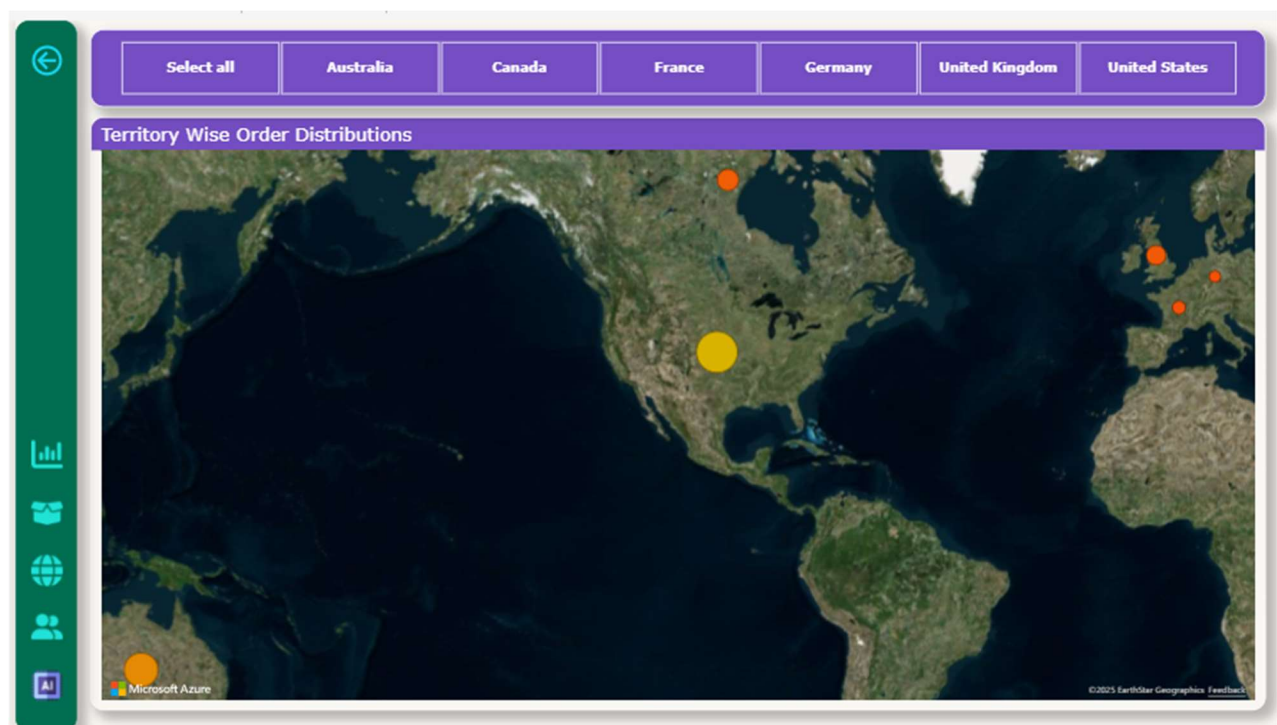 Select all
Australia
Canada
France
Germany
United Kingdom
United States
Territory Wise Order Distributions
AI
Microsoft Azure
©2025 EarthStar Geographics Feedback